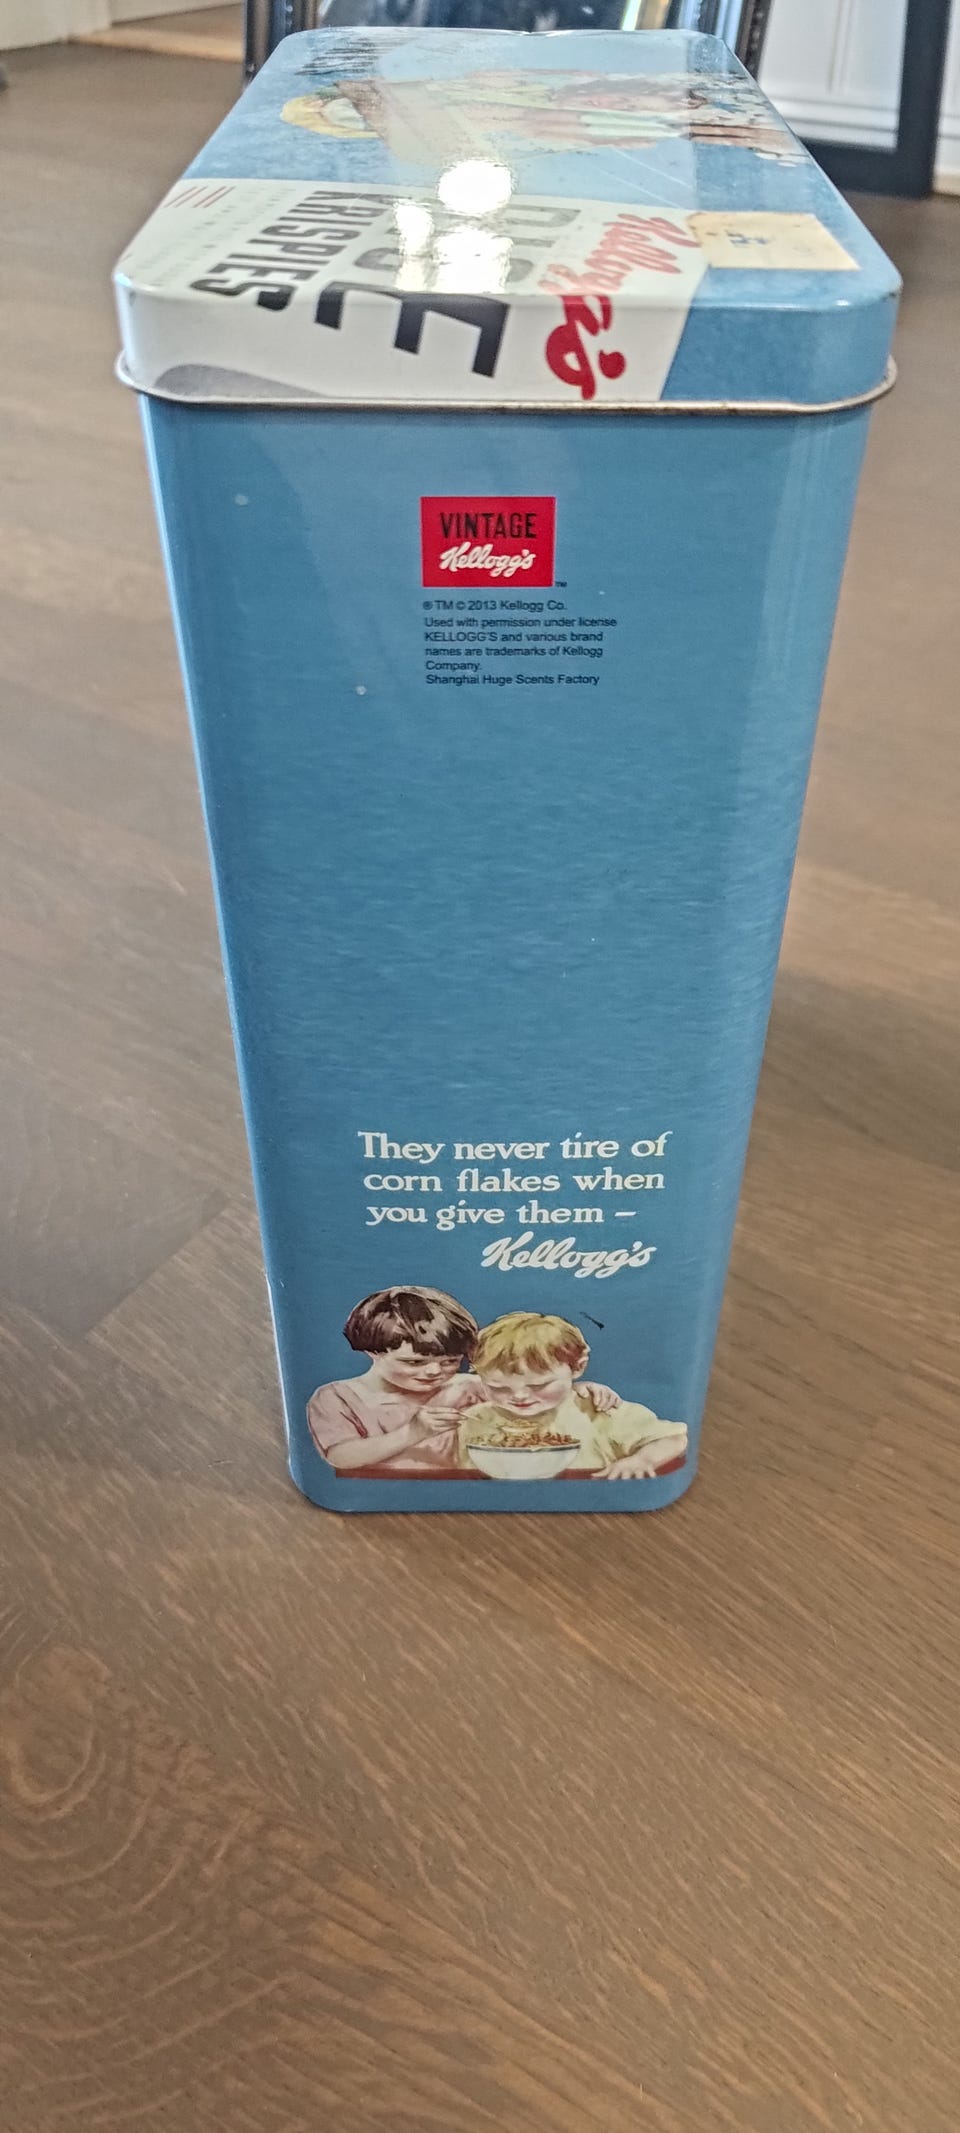 Kellogg's
RICE
KRISPIES
VINTAGE
Kellogg's
TM
® TM © 2013 Kellogg Co.
Used with permission under license
KELLOGG'S and various brand
names are trademarks of Kellogg
Company.
Shanghai Huge Scents Factory
They never tire of
corn flakes when
you give them –
Kellogg's